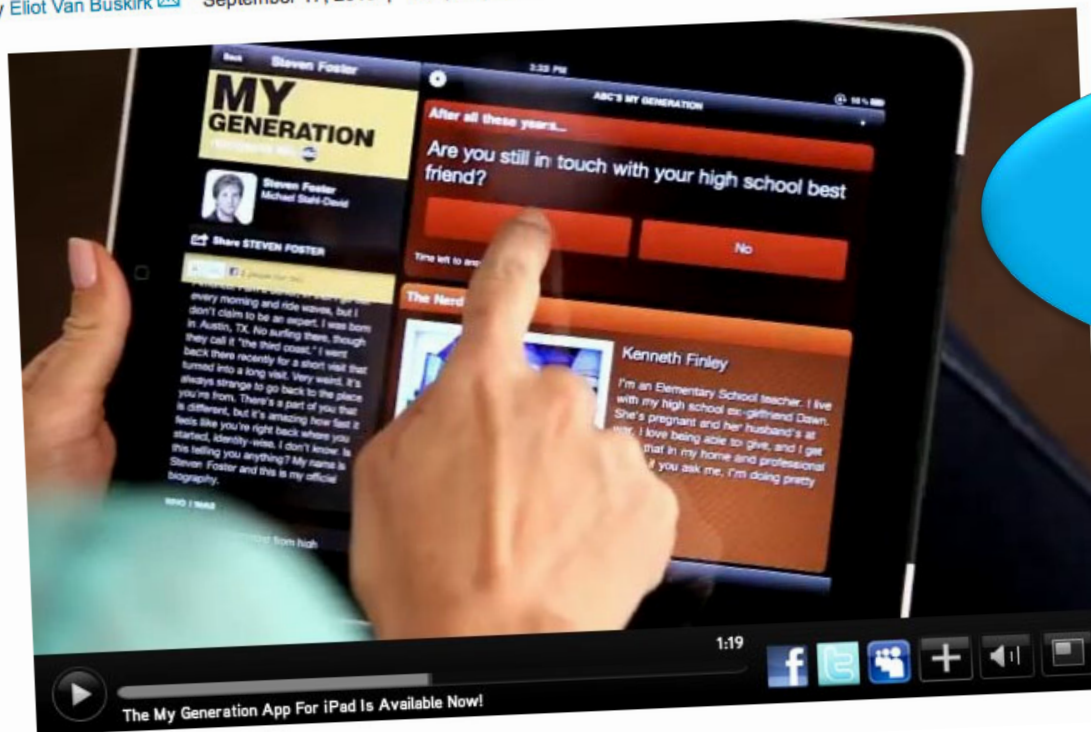 Eliot Van Buskirk
September 17,
Back
Steven Foster
MY
GENERATION
Steven Foster
Michael Stahl-David
Share STEVEN FOSTER
every morning and ride waves, but I
don't claim to be an expert. I was born
in Austin, TX. No surfing there, though
they call it "the third coast." I went
back there recently for a short visit that
turned into a long visit. Very weird. It's
always strange to go back to the place
you're from. There's a part of you that
is different, but it's amazing how fast it
feels like you're right back where you
started, identity-wise. I don't know. Is
this telling you anything? My name is
Steven Foster and this is my official
biography.
WHO I WAS
from high
PM
ABC'S MY GENERATION
After all these years...
Are you still in touch with your high school best
friend?
No
Time left to
The Nerd
Kenneth Finley
I'm an Elementary School teacher. I live
with my high school ex-girlfriend Dawn.
She's pregnant and her husband's at
war. I love being able to give, and I get
that in my home and professional
if you ask me, I'm doing pretty
1:19
The My Generation App For iPad Is Available Now!